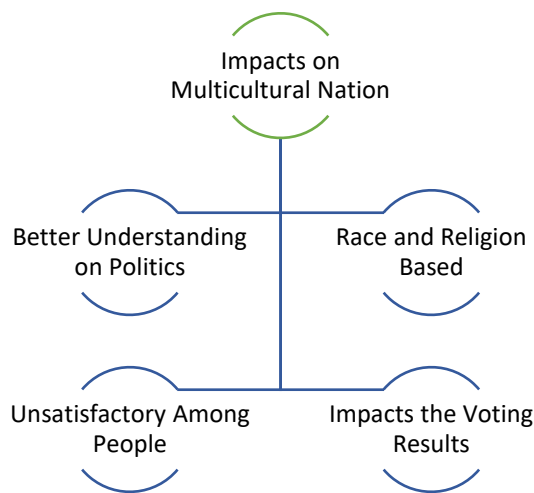 Impacts on
Multicultural Nation
Better Understanding
on Politics
Race and Religion
Based
Unsatisfactory Among
People
Impacts the Voting
Results